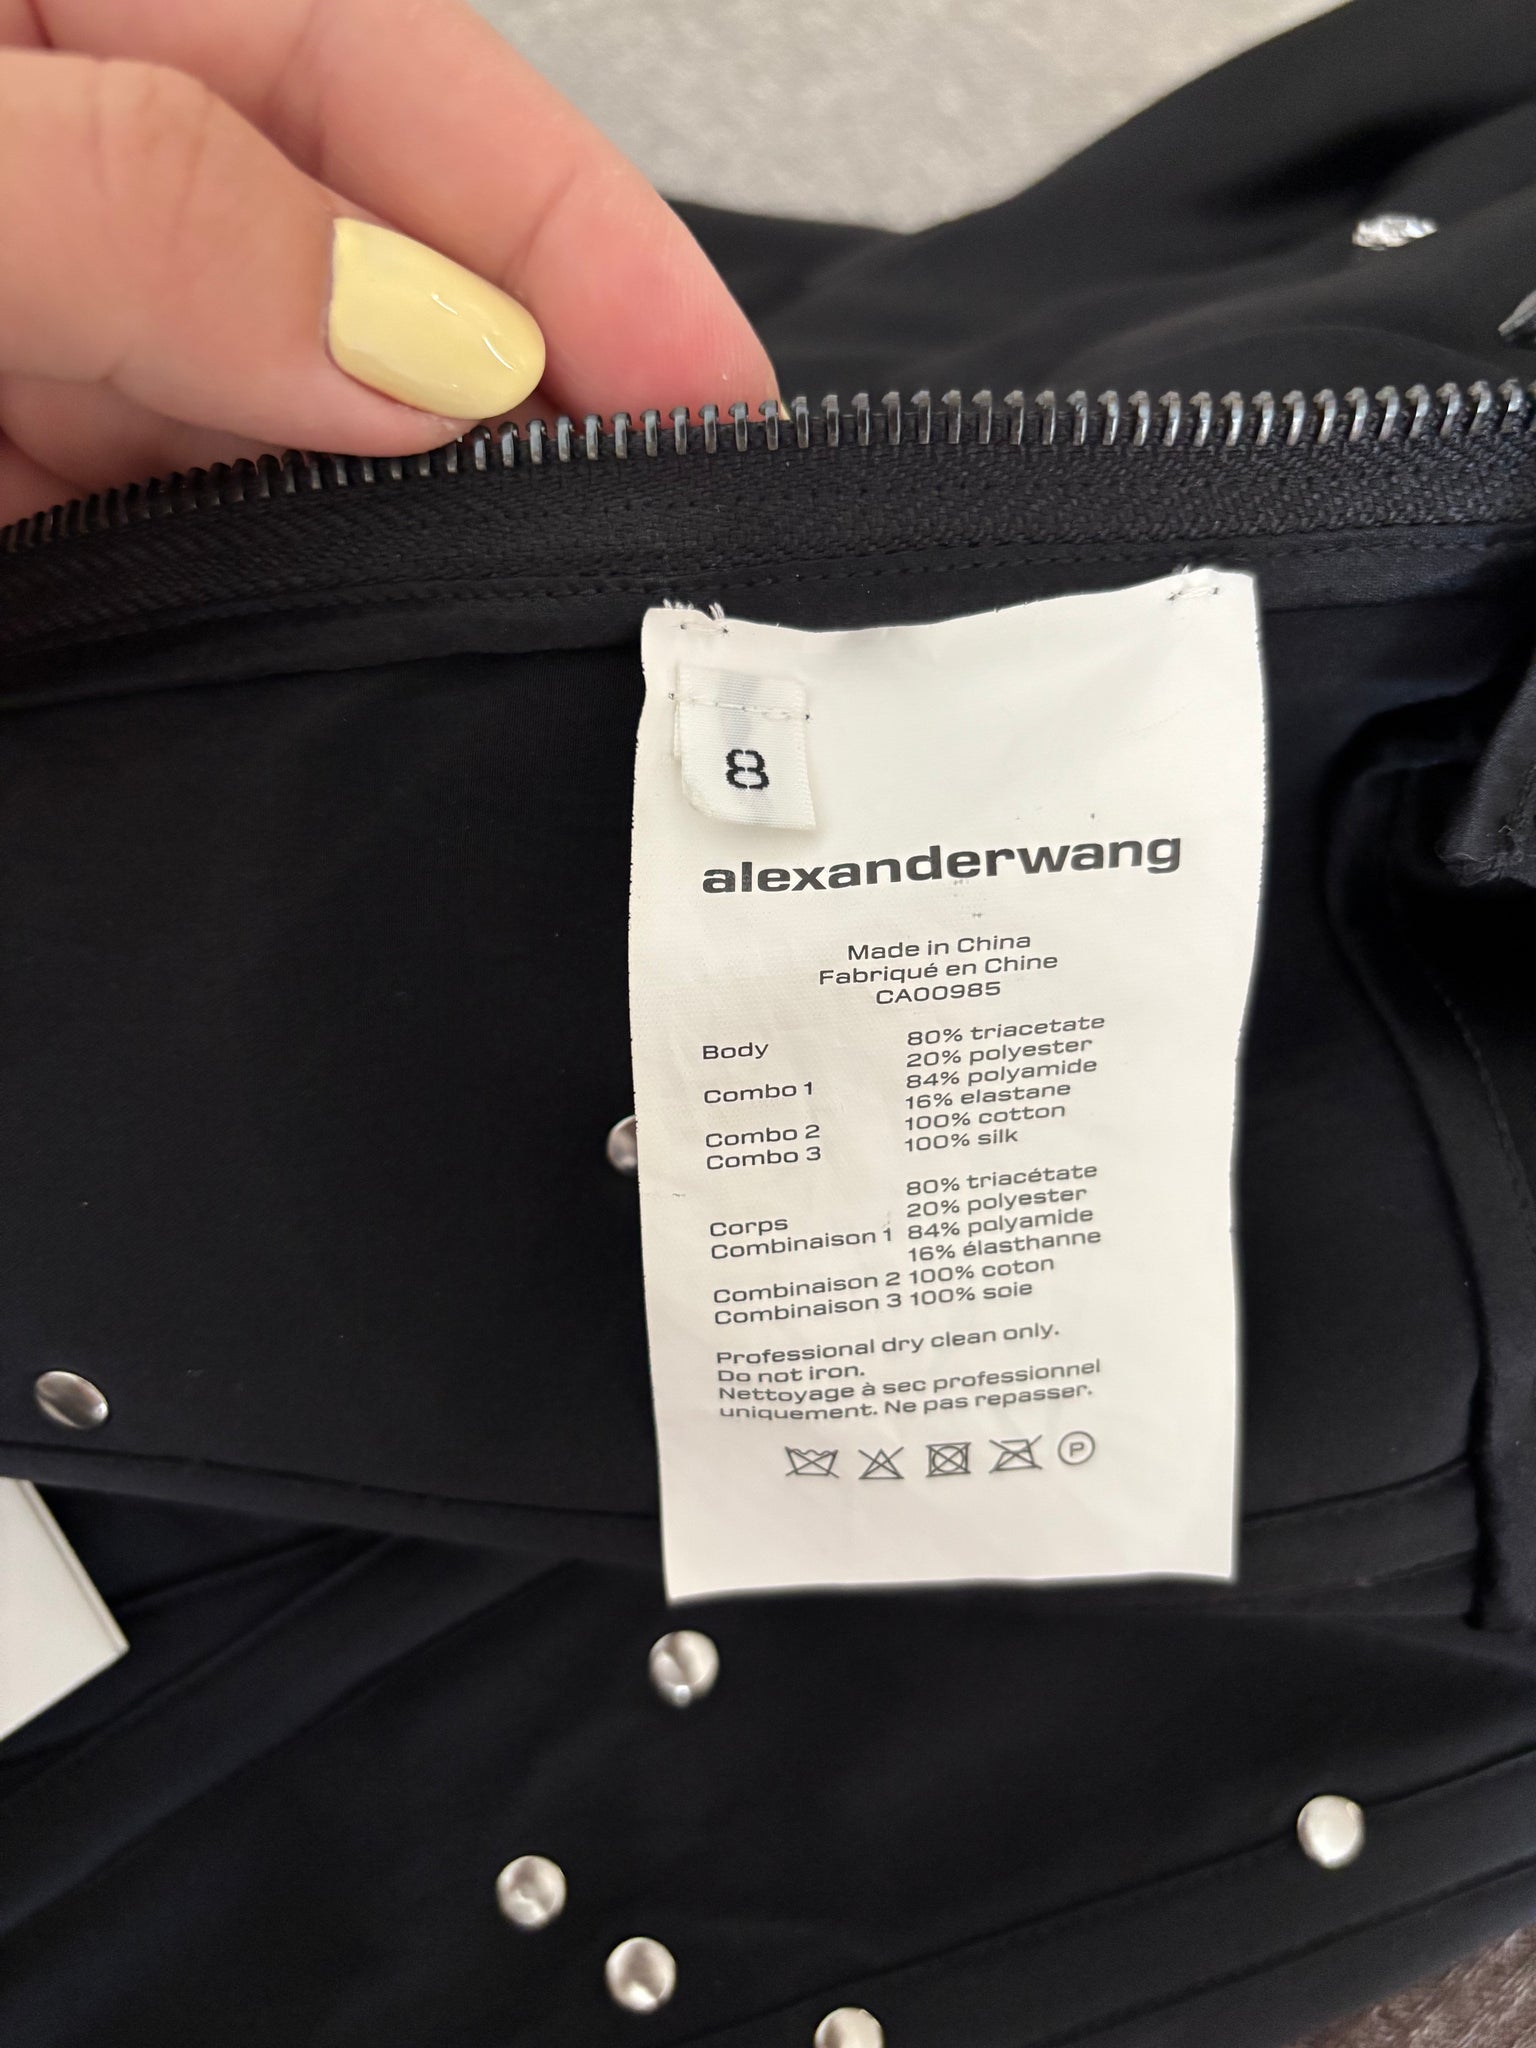 8
alexanderwang
Made in China
Fabriqué en Chine
CA00985
Body 80% triacetate
20% polyester
Combo 1 84% polyamide
16% elastane
Combo 2 100% cotton
Combo 3 100% silk
Corps 80% triacétate
20% polyester
Combinaison 1 84% polyamide
16% élasthanne
Combinaison 2 100% coton
Combinaison 3 100% soie
Professional dry clean only.
Do not iron.
Nettoyage à sec professionnel
uniquement. Ne pas repasser.
P